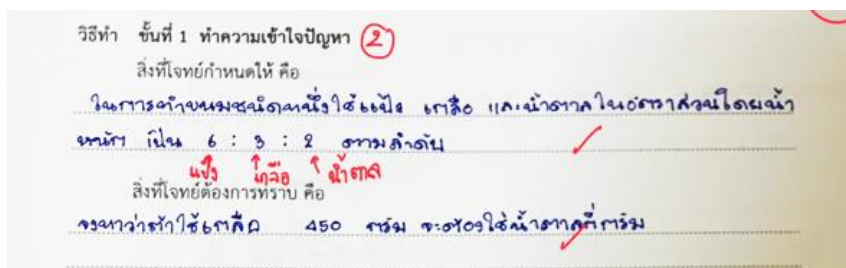 วิธีทำ ขั้นที่ 1 ทำความเข้าใจปัญหา 2
สิ่งที่โจทย์กำหนดให้ คือ
ในการทำขนมชนิดหนึ่งใช้แป้ง เกลือ และน้ำตาลในอัตราส่วนโดยน้ำ
หนัก เป็น 6 : 3 : 2 ตามลำดับ
แป้ง เกลือ น้ำตาล
สิ่งที่โจทย์ต้องการทราบ คือ
จงหาว่าถ้าใช้เกลือ 450 กรัม จะต้องใช้น้ำตาลกี่กรัม